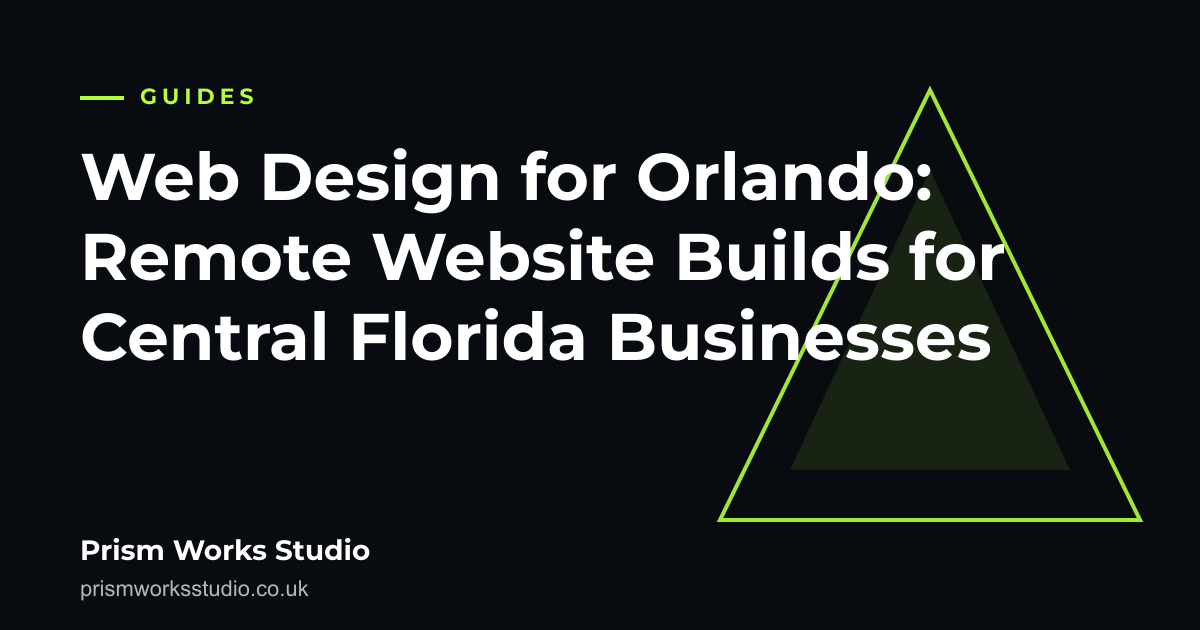 GUIDES
Web Design for Orlando:
Remote Website Builds for
Central Florida Businesses
Prism Works Studio
prismworksstudio.co.uk